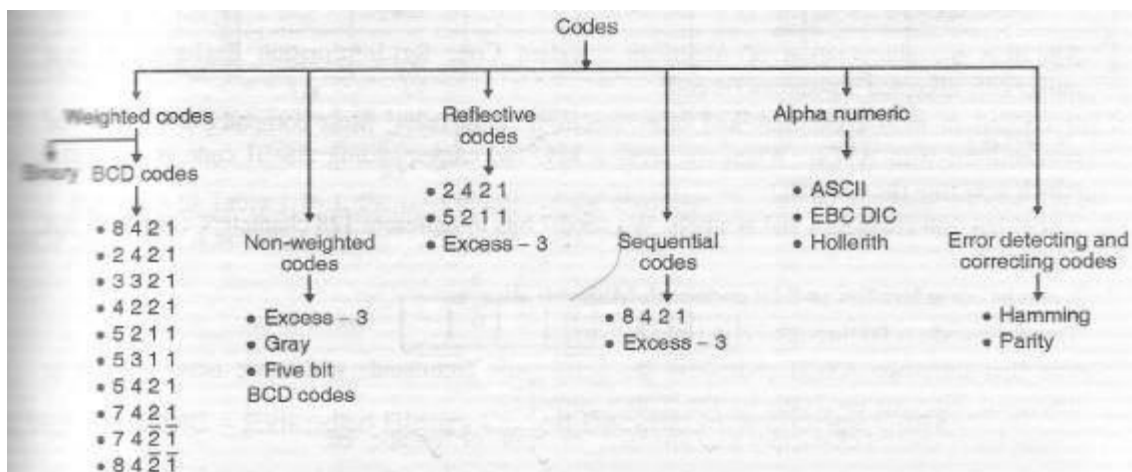 Codes
Weighted codes
Binary BCD codes
• 8 4 2 1
• 2 4 2 1
• 3 3 2 1
• 4 2 2 1
• 5 2 1 1
• 5 3 1 1
• 5 4 2 1
• 7 4 2 1
• 7 4 2̅ 1̅
• 8 4 2̅ 1̅
Non-weighted
codes
• Excess – 3
• Gray
• Five bit
BCD codes
Reflective
codes
• 2 4 2 1
• 5 2 1 1
• Excess – 3
Sequential
codes
• 8 4 2 1
• Excess – 3
Alpha numeric
• ASCII
• EBC DIC
• Hollerith
Error detecting and
correcting codes
• Hamming
• Parity